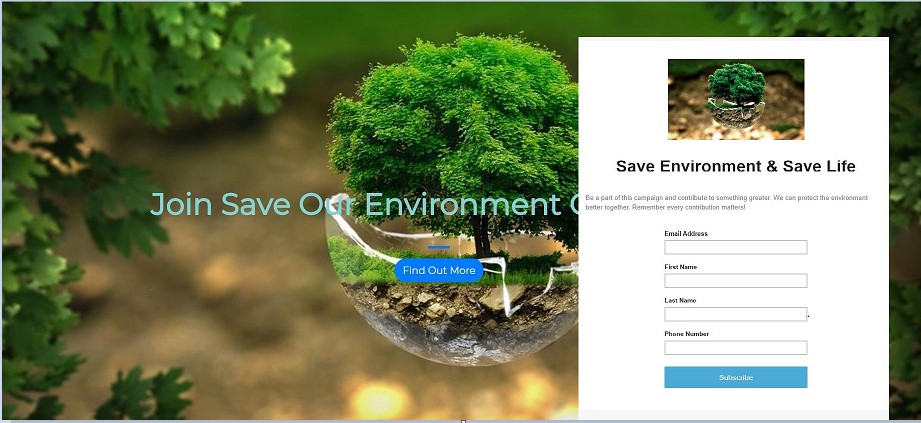 Join Save Our Environment
Find Out More
Save Environment & Save Life
Be a part of this campaign and contribute to something greater. We can protect the environment
better together. Remember every contribution matters!
Email Address
First Name
Last Name
.
Phone Number
Subscribe